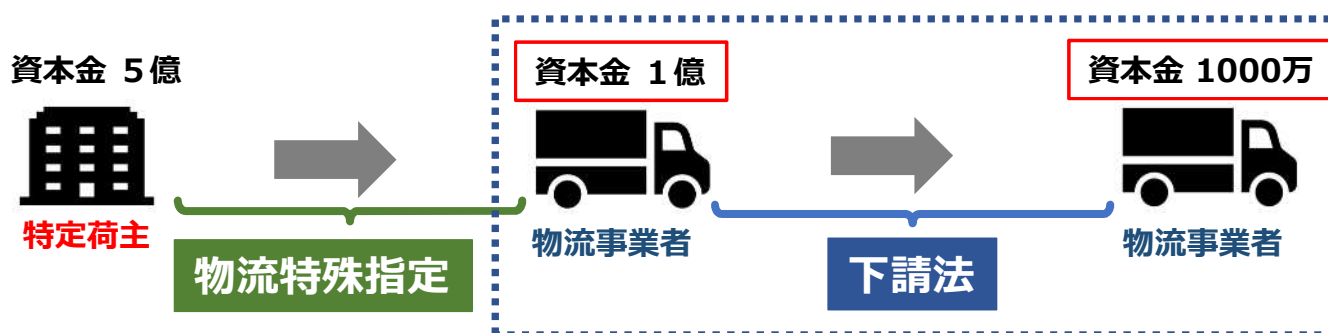 資本金 ５億
資本金 １億
資本金 1000万
特定荷主
物流事業者
物流事業者
物流特殊指定
下請法